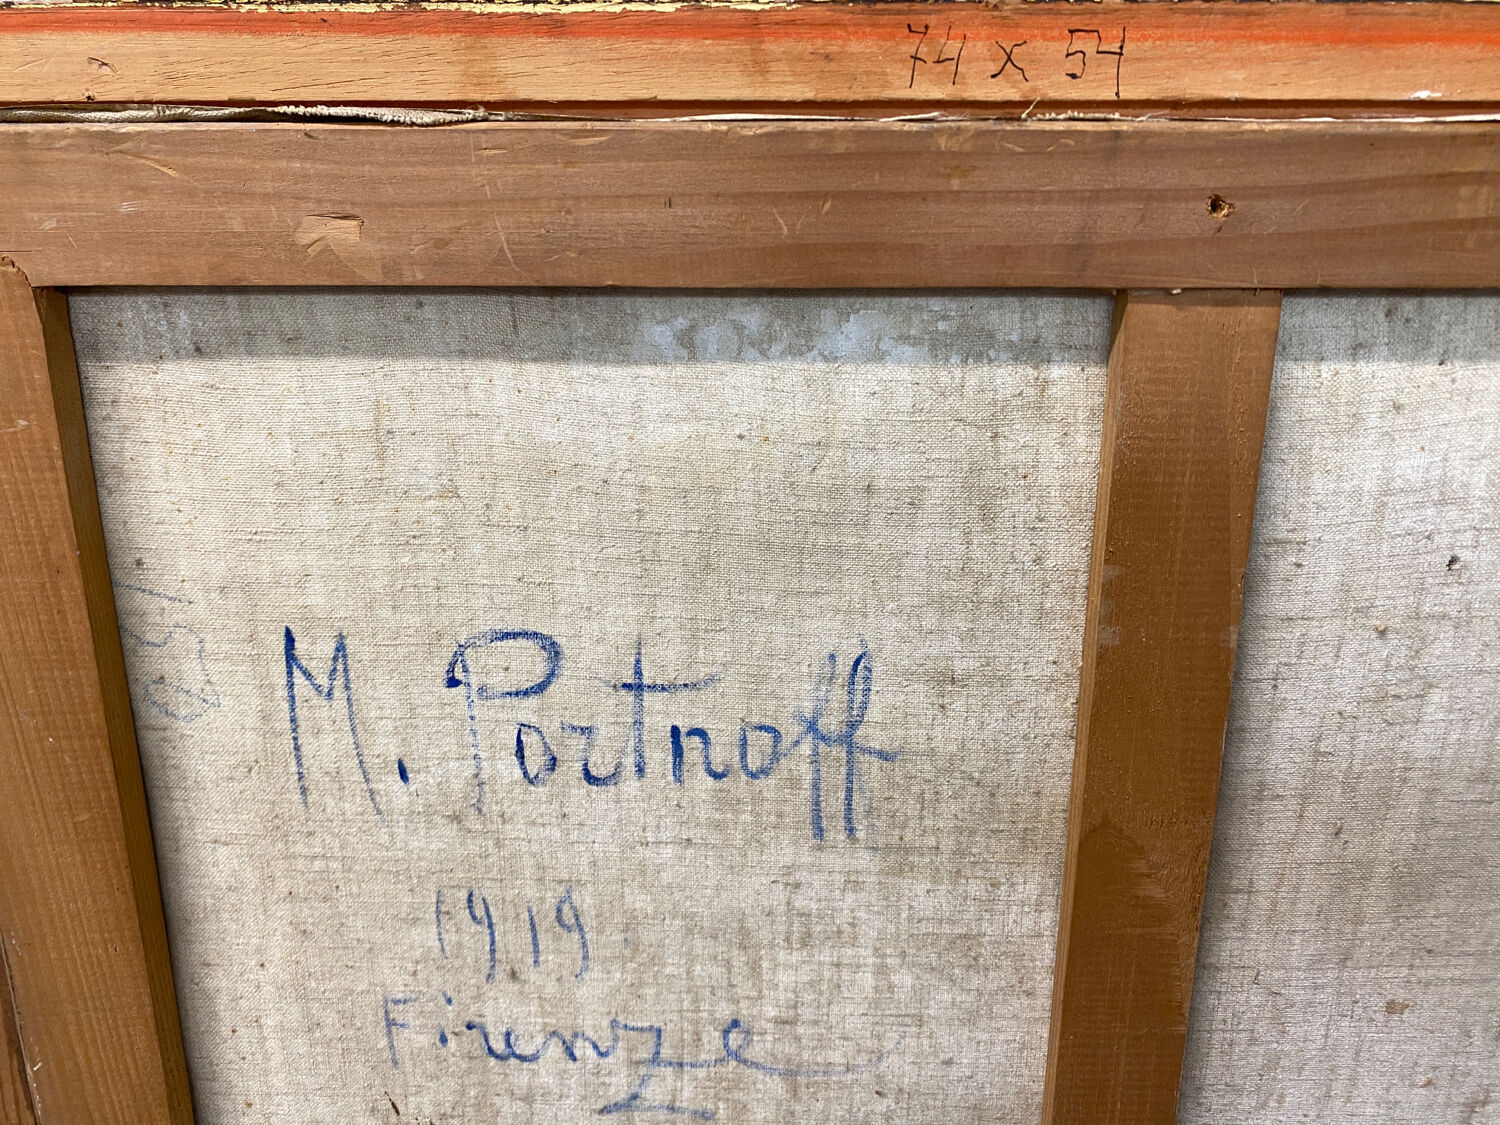 74 x 54
M. Portnoff
1919
Firenze